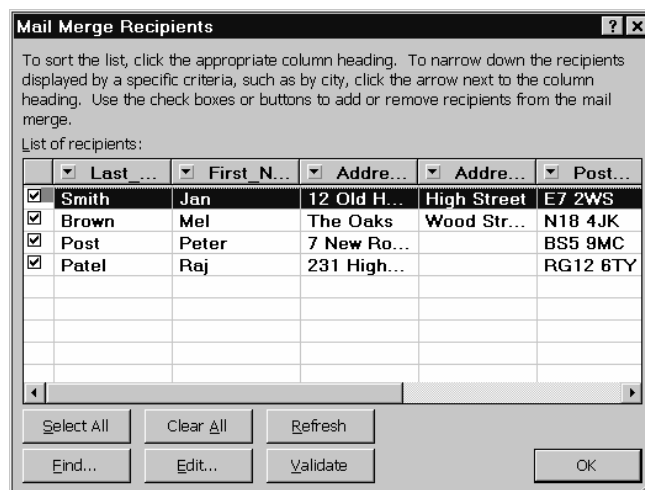 Mail Merge Recipients
To sort the list, click the appropriate column heading. To narrow down the recipients
displayed by a specific criteria, such as by city, click the arrow next to the column
heading. Use the check boxes or buttons to add or remove recipients from the mail
merge.
List of recipients:
Last_... First_N... Addre... Addre... Post...
Smith Jan 12 Old H... High Street E7 2WS
Brown Mel The Oaks Wood Str... N18 4JK
Post Peter 7 New Ro... BS5 9MC
Patel Raj 231 High... RG12 6TY
Select All Clear All Refresh
Find... Edit... Validate OK